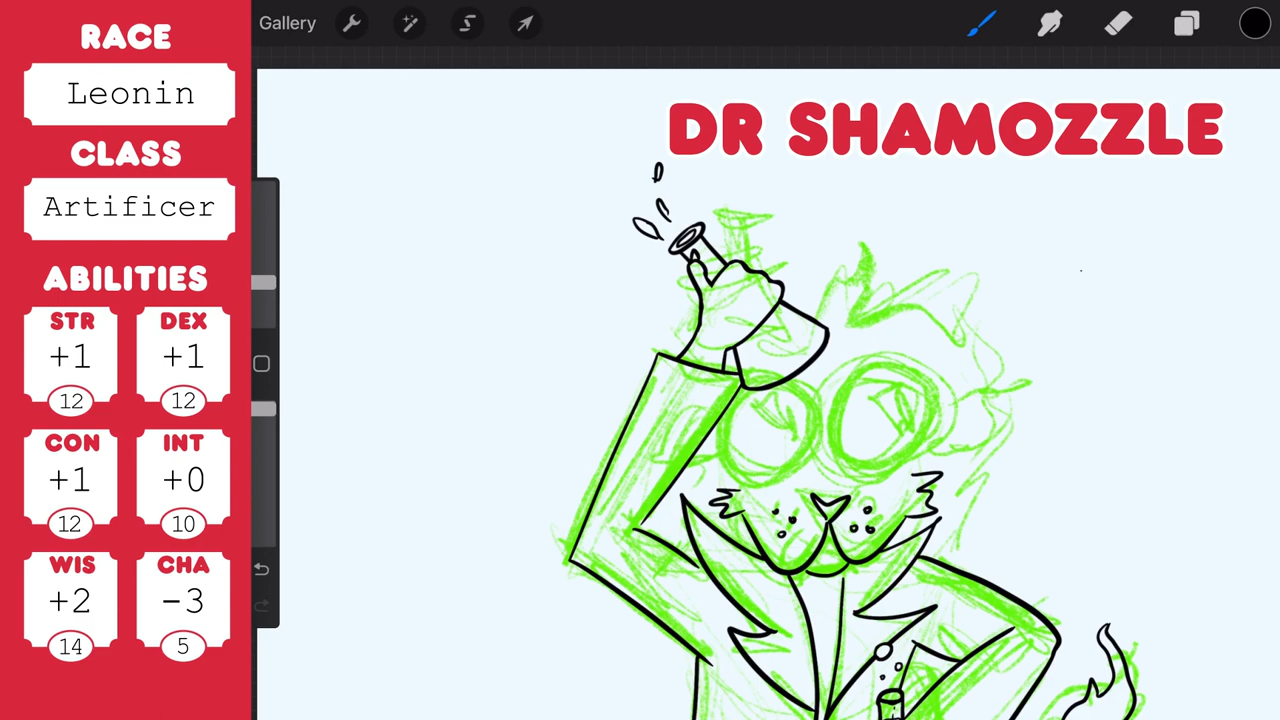 RACE
Leonin
CLASS
Artificer
ABILITIES
STR DEX
+1 +1
12 12
CON INT
+1 +0
12 10
WIS CHA
+2 -3
14 5
Gallery
DR SHAMOZZLE